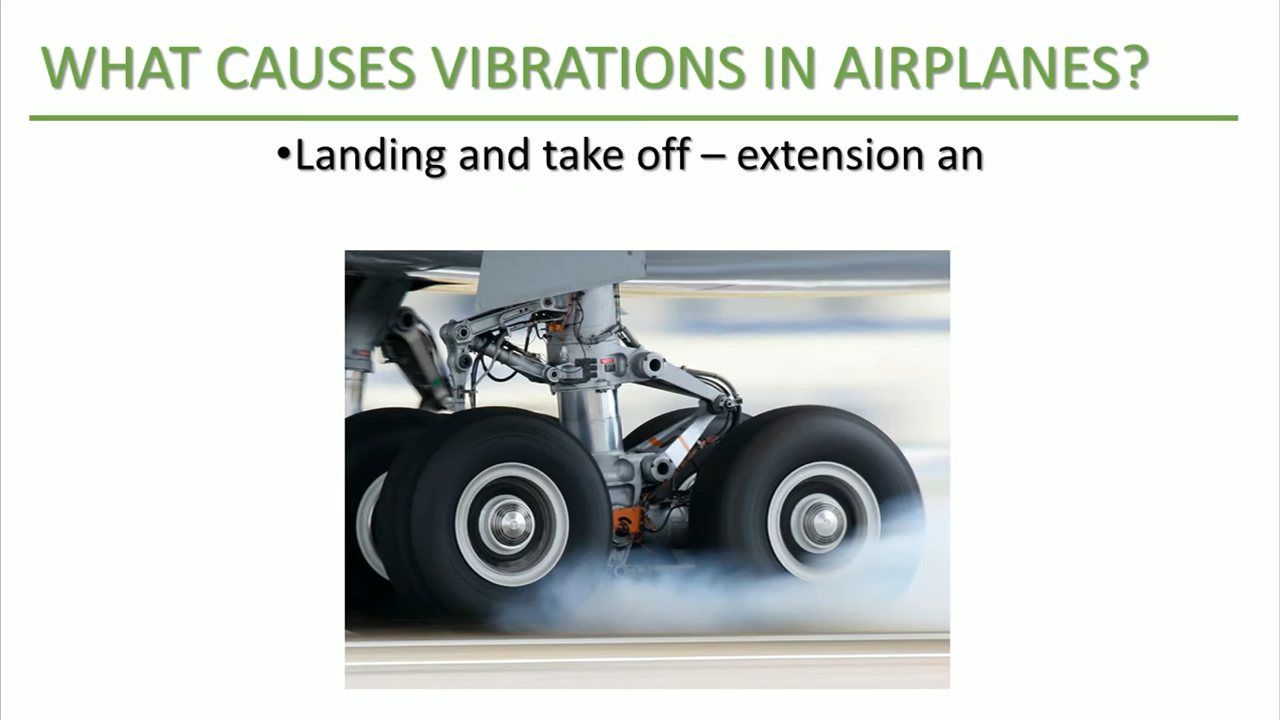 WHAT CAUSES VIBRATIONS IN AIRPLANES?
•Landing and take off – extension an